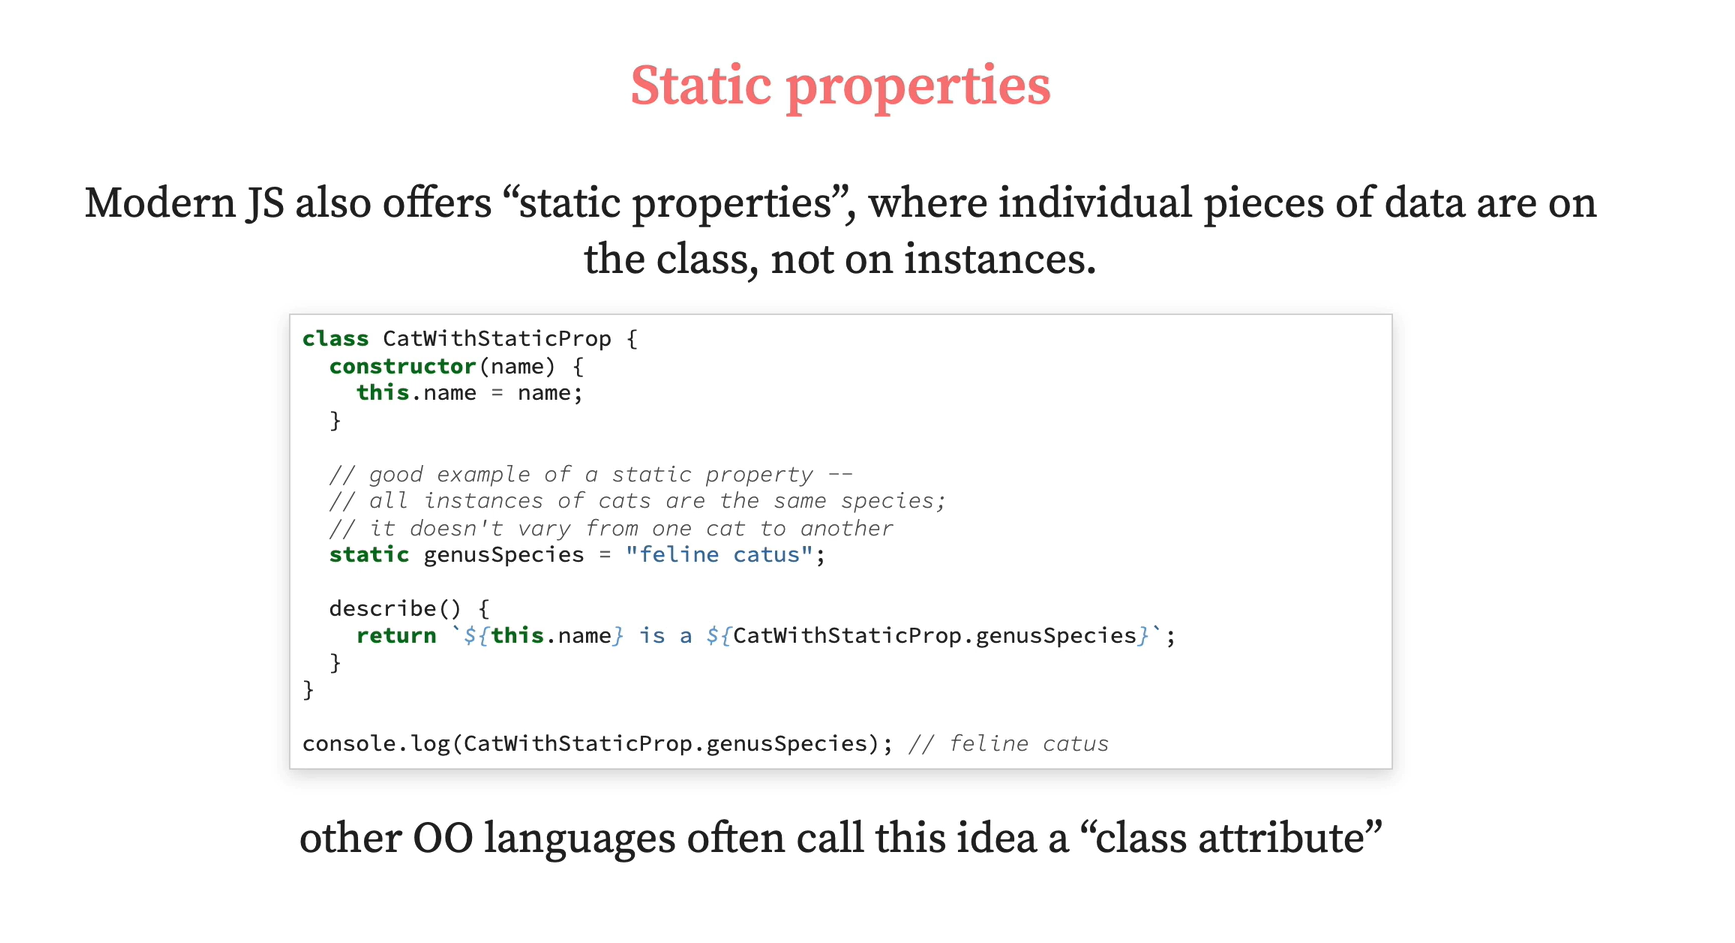 Static properties
Modern JS also offers “static properties”, where individual pieces of data are on
the class, not on instances.
class CatWithStaticProp {
  constructor(name) {
    this.name = name;
  }

  // good example of a static property --
  // all instances of cats are the same species;
  // it doesn't vary from one cat to another
  static genusSpecies = "feline catus";

  describe() {
    return `${this.name} is a ${CatWithStaticProp.genusSpecies}`;
  }
}

console.log(CatWithStaticProp.genusSpecies); // feline catus
other OO languages often call this idea a “class attribute”